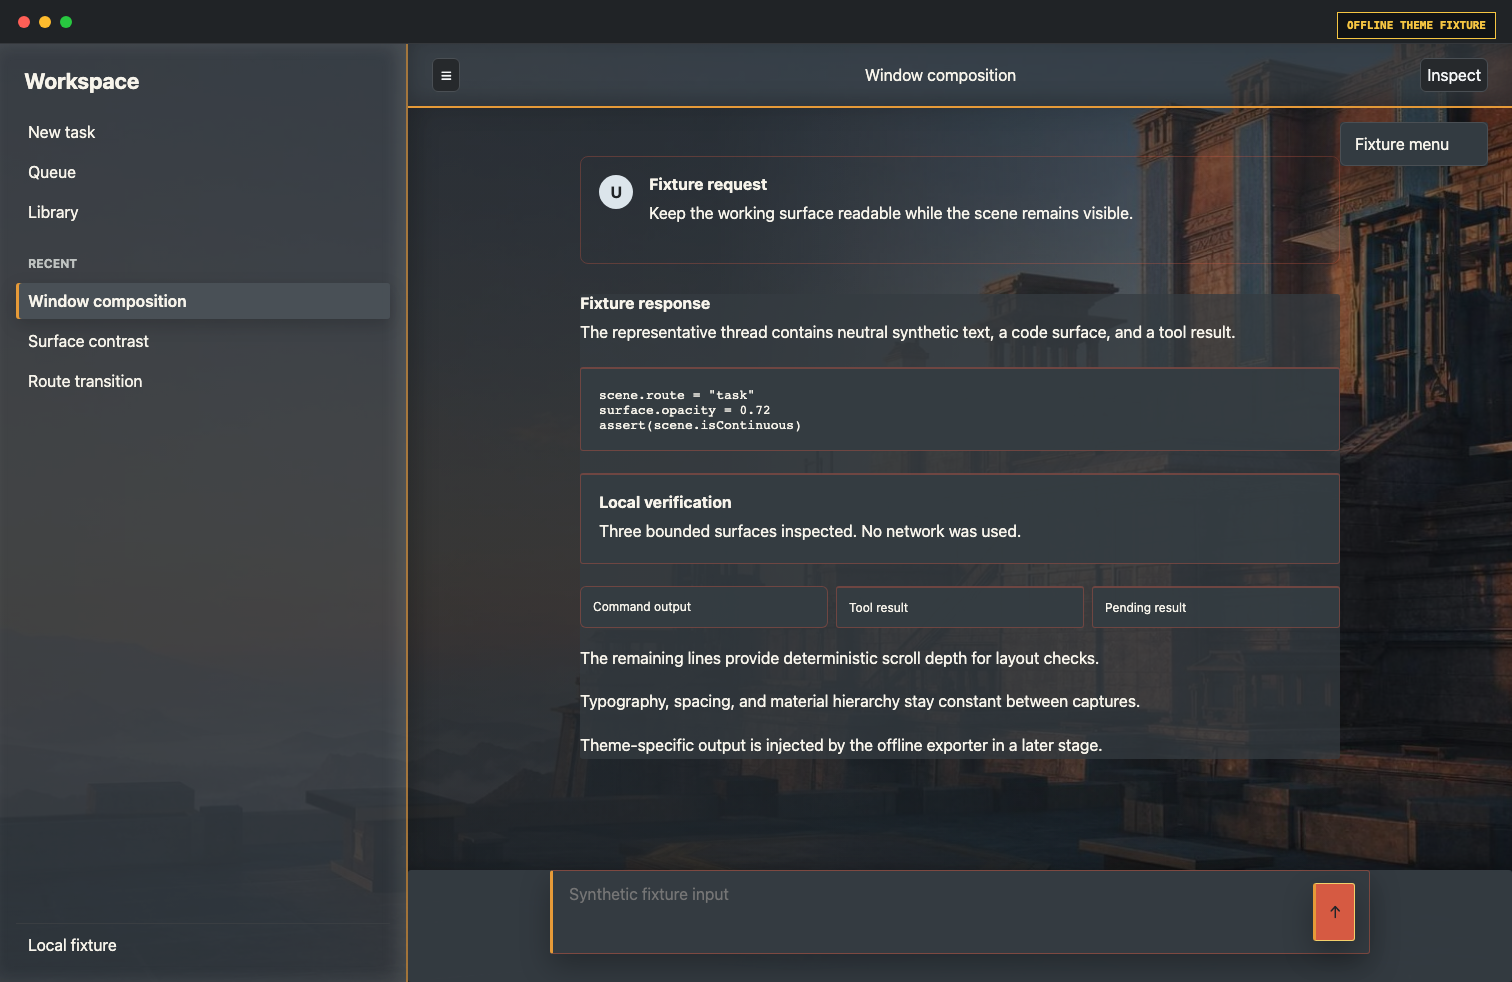 OFFLINE THEME FIXTURE
Workspace
New task
Queue
Library
RECENT
Window composition
Surface contrast
Route transition
Local fixture
≡
Window composition
Inspect
Fixture menu
U
Fixture request
Keep the working surface readable while the scene remains visible.
Fixture response
The representative thread contains neutral synthetic text, a code surface, and a tool result.
scene.route = "task"
surface.opacity = 0.72
assert(scene.isContinuous)
Local verification
Three bounded surfaces inspected. No network was used.
Command output
Tool result
Pending result
The remaining lines provide deterministic scroll depth for layout checks.
Typography, spacing, and material hierarchy stay constant between captures.
Theme-specific output is injected by the offline exporter in a later stage.
Synthetic fixture input
↑